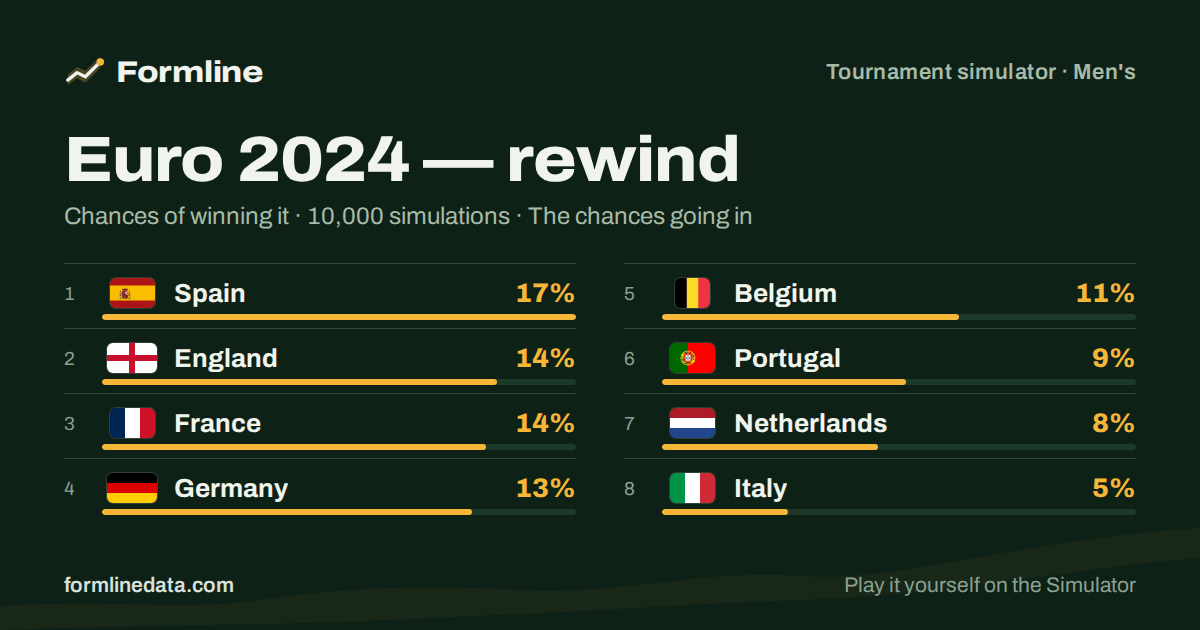 Formline
Tournament simulator · Men's
Euro 2024 — rewind
Chances of winning it · 10,000 simulations · The chances going in
1 Spain 17%
2 England 14%
3 France 14%
4 Germany 13%
5 Belgium 11%
6 Portugal 9%
7 Netherlands 8%
8 Italy 5%
formlinedata.com
Play it yourself on the Simulator